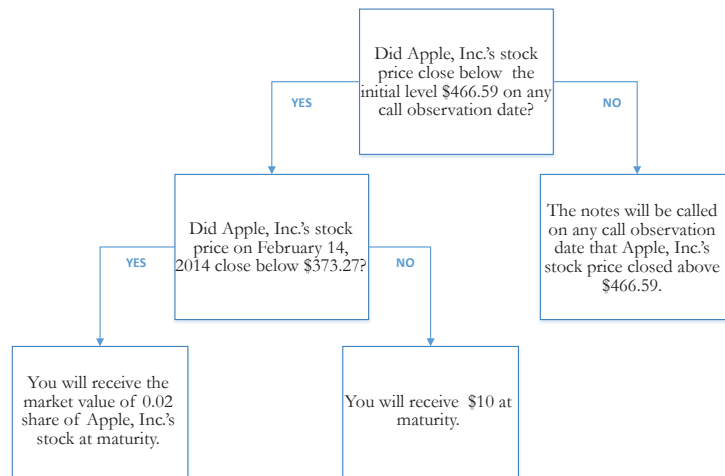 Did Apple, Inc.'s stock
price close below the
initial level $466.59 on any
call observation date?
YES
NO
Did Apple, Inc.'s stock
price on February 14,
2014 close below $373.27?
The notes will be called
on any call observation
date that Apple, Inc.'s
stock price closed above
$466.59.
YES
NO
You will receive the
market value of 0.02
share of Apple, Inc.'s
stock at maturity.
You will receive $10 at
maturity.